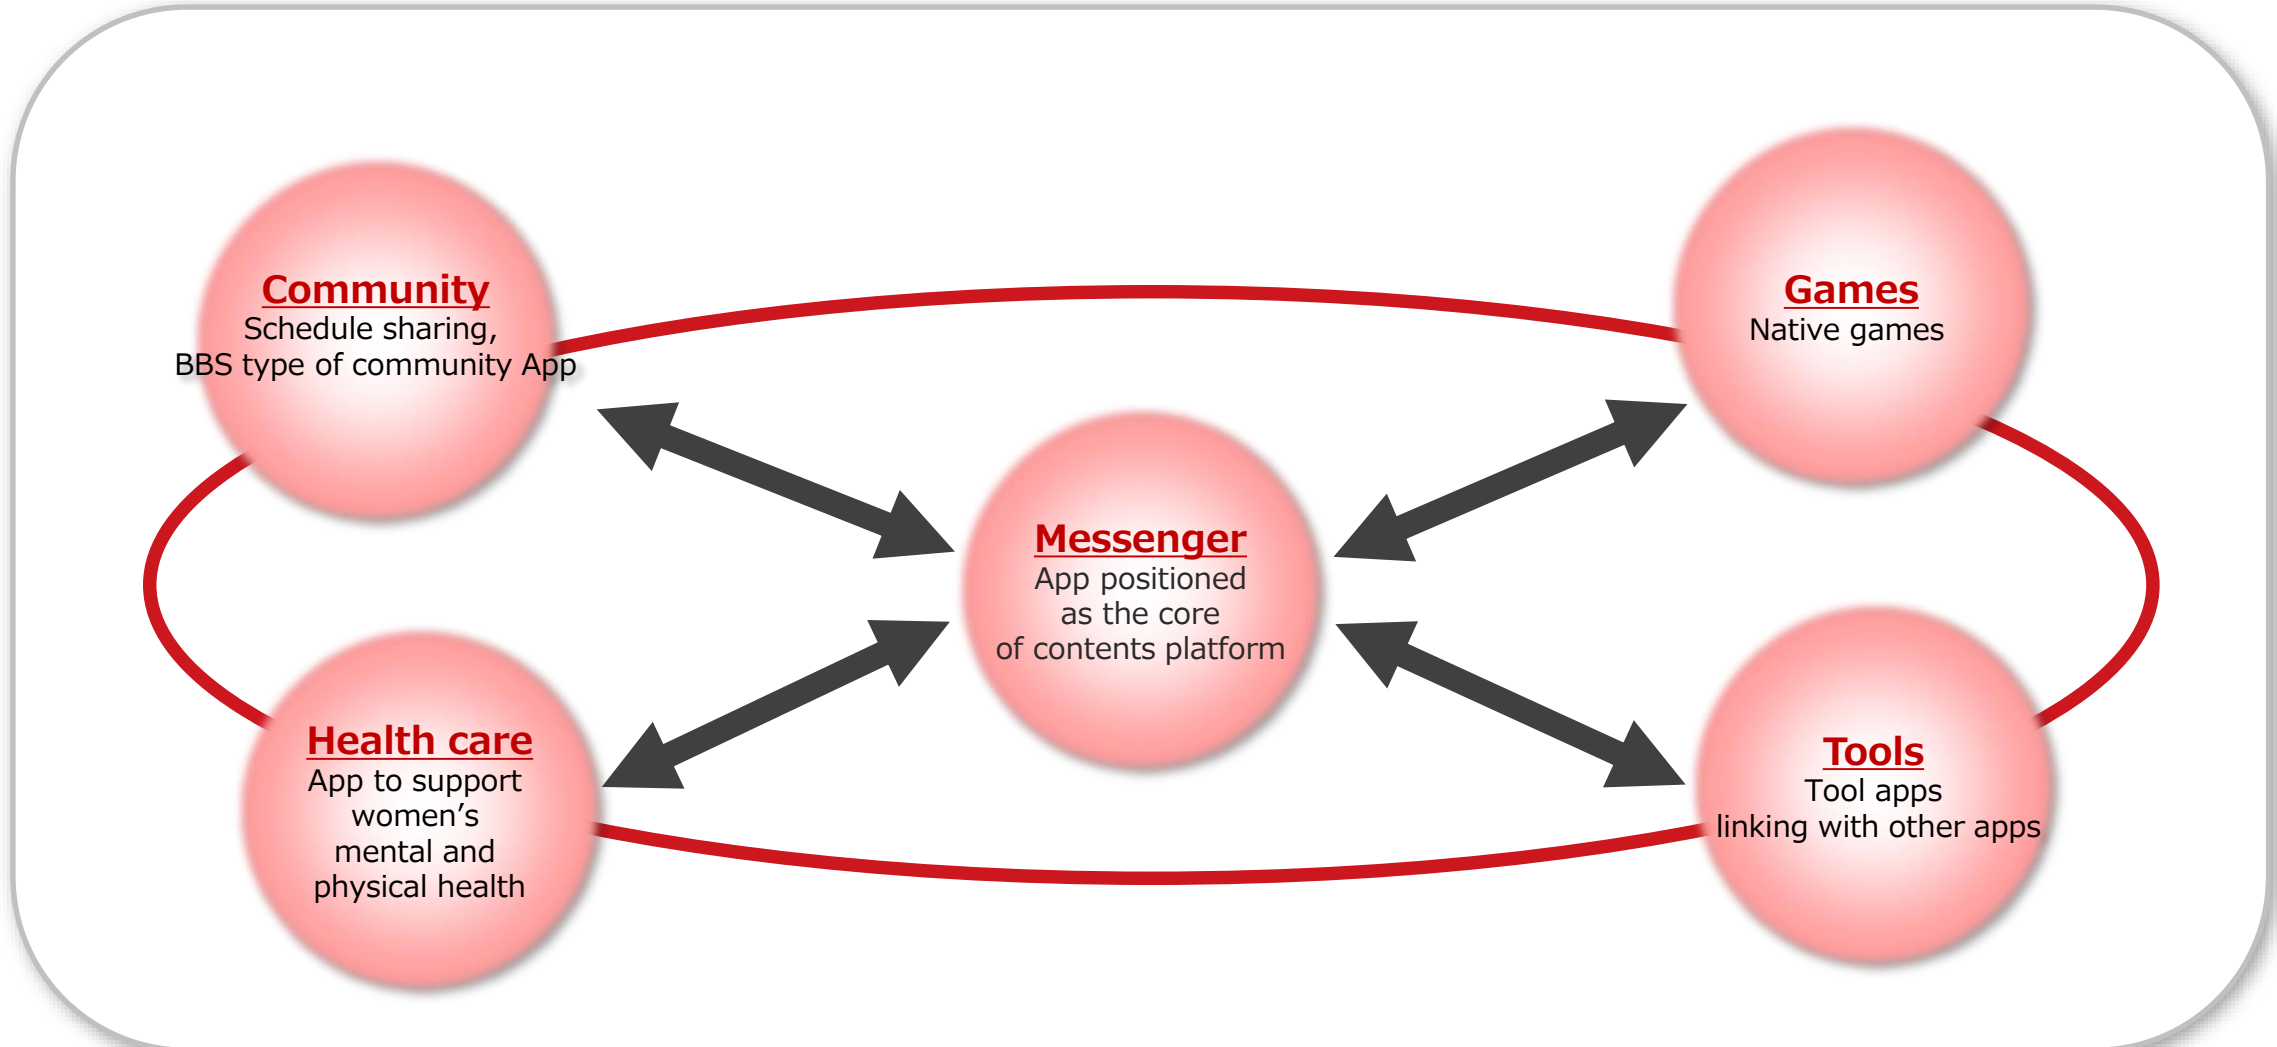 Community
Schedule sharing,
BBS type of community App
Games
Native games
Messenger
App positioned
as the core
of contents platform
Health care
App to support
women’s
mental and
physical health
Tools
Tool apps
linking with other apps